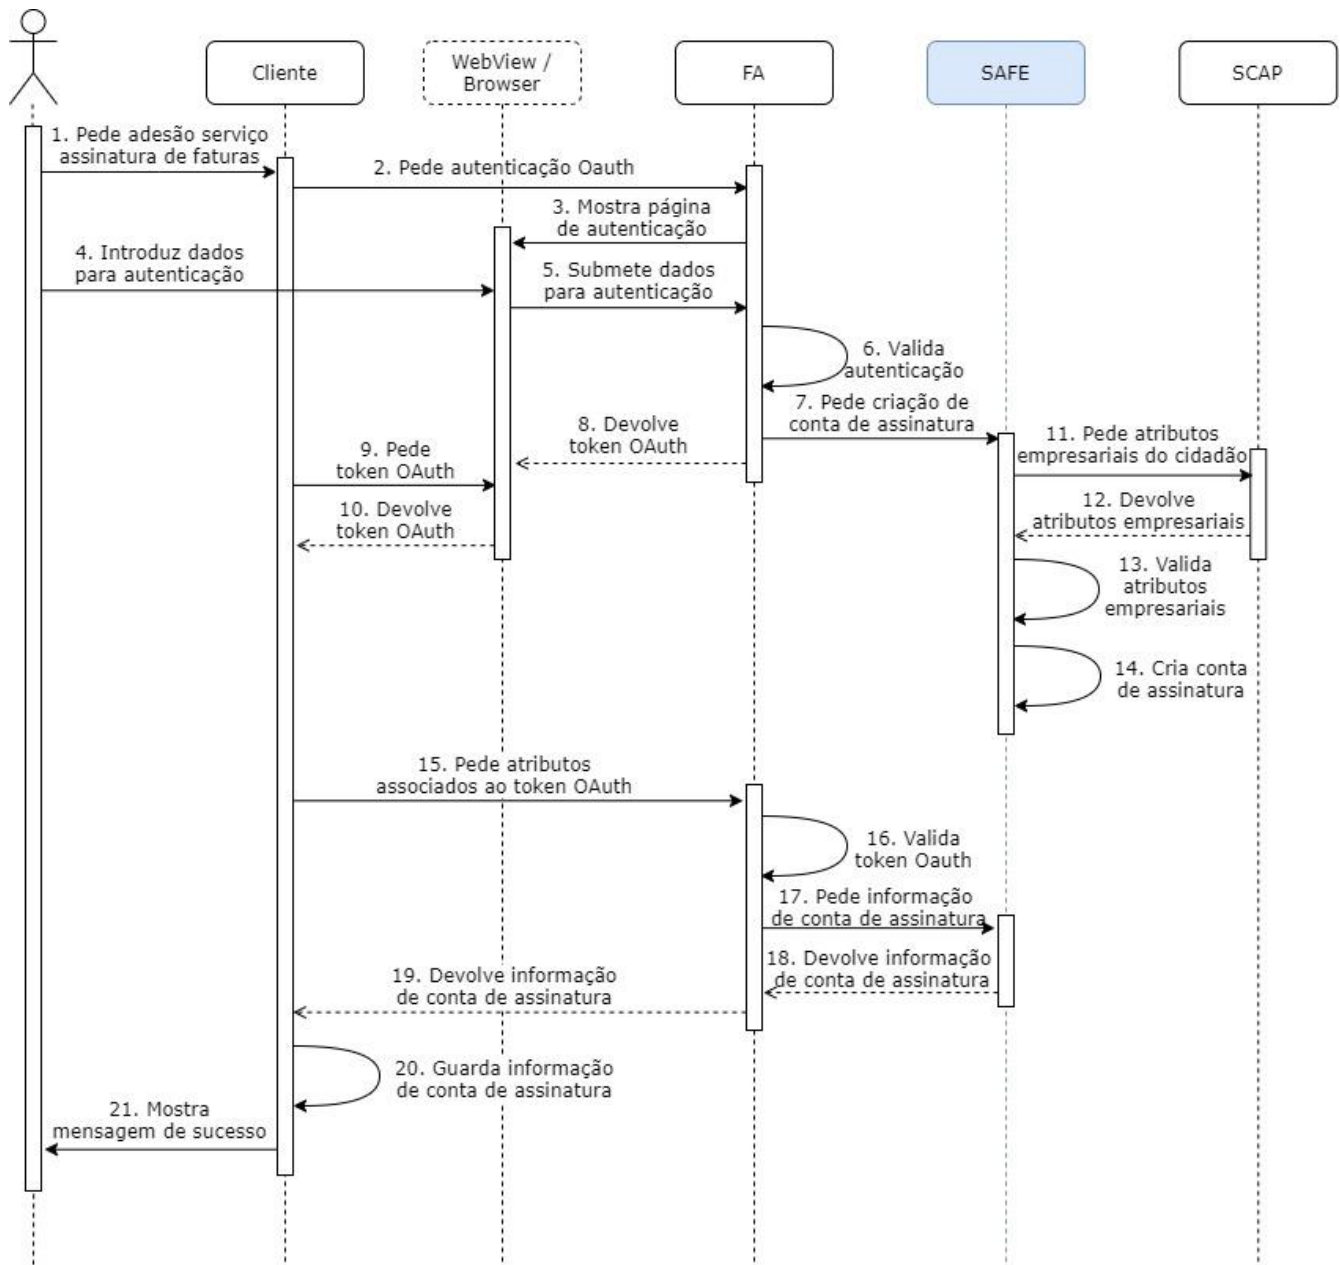 Cliente
WebView /
Browser
FA
SAFE
SCAP
1. Pede adesão serviço
assinatura de faturas
2. Pede autenticação Oauth
3. Mostra página
de autenticação
4. Introduz dados
para autenticação
5. Submete dados
para autenticação
6. Valida
autenticação
7. Pede criação de
conta de assinatura
8. Devolve
token OAuth
9. Pede
token OAuth
10. Devolve
token OAuth
11. Pede atributos
empresariais do cidadão
12. Devolve
atributos empresariais
13. Valida
atributos
empresariais
14. Cria conta
de assinatura
15. Pede atributos
associados ao token OAuth
16. Valida
token Oauth
17. Pede informação
de conta de assinatura
18. Devolve informação
de conta de assinatura
19. Devolve informação
de conta de assinatura
20. Guarda informação
de conta de assinatura
21. Mostra
mensagem de sucesso